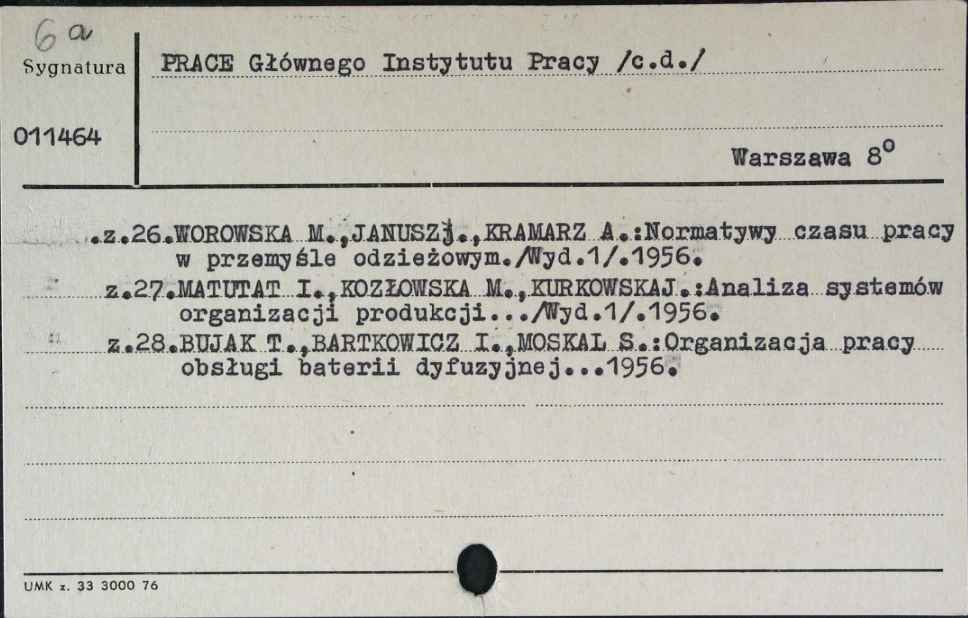 6a
Sygnatura
PRACE Głównego Instytutu Pracy /c.d./
011464
Warszawa 8°
.z.26.WOROWSKA M.,JANUSZj.,KRAMARZ A.:Normatywy czasu pracy
w przemyśle odzieżowym./Wyd.1/.1956.
z.27.MATUTAT I.,KOZŁOWSKA M.,KURKOWSKAJ.:Analiza systemów
organizacji produkcji.../Wyd.1/.1956.
z.28.BUJAK T.,BARTKOWICZ I.,MOSKAL S.:Organizacja pracy
obsługi baterii dyfuzyjnej...1956.
UMK z. 33 3000 76